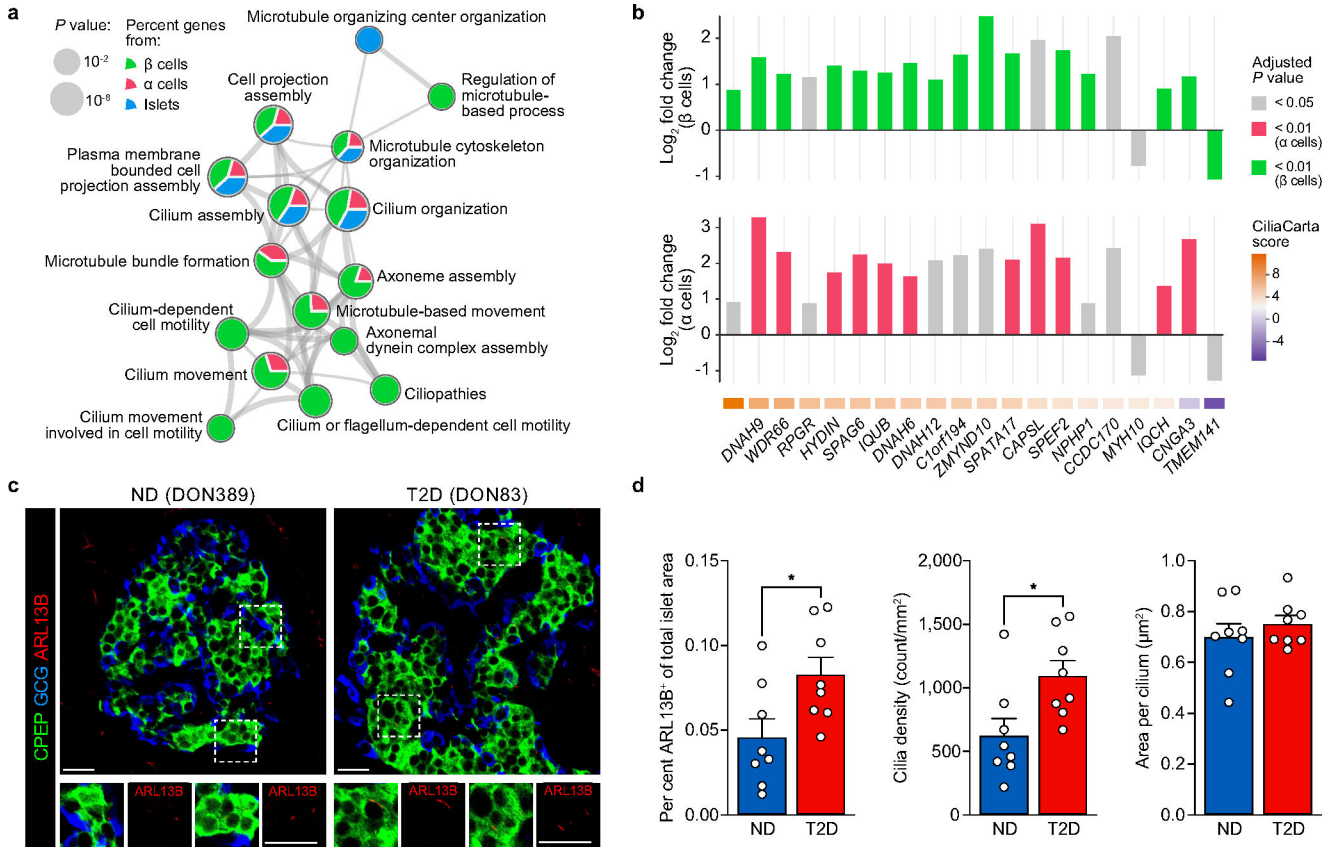 a
P value:
10⁻²
10⁻⁸
Percent genes
from:
β cells
α cells
Islets
Microtubule organizing center organization
Regulation of
microtubule-
based process
Cell projection
assembly
Microtubule cytoskeleton
organization
Plasma membrane
bounded cell
projection assembly
Cilium assembly
Cilium organization
Microtubule bundle formation
Axoneme assembly
Cilium-dependent
cell motility
Microtubule-based movement
Axonemal
dynein complex assembly
Cilium movement
Ciliopathies
Cilium movement
involved in cell motility
Cilium or flagellum-dependent cell motility
b
Log₂ fold change
(β cells)
2
1
0
-1
Log₂ fold change
(α cells)
3
2
1
0
-1
Adjusted
P value
< 0.05
< 0.01
(α cells)
< 0.01
(β cells)
CiliaCarta
score
8
4
0
-4
DNAH9
WDR66
RPGR
HYDIN
SPAG6
IQUB
DNAH6
DNAH12
C1orf194
ZMYND10
SPATA17
CAPSL
SPEF2
NPHP1
CCDC170
MYH10
IQCH
CNGA3
TMEM141
c
ND (DON389)
T2D (DON83)
CPEP GCG ARL13B
ARL13B
ARL13B
ARL13B
ARL13B
d
Per cent ARL13B⁺ of total islet area
0.15
0.10
0.05
0.00
*
ND
T2D
Cilia density (count/mm²)
2,000
1,500
1,000
500
0
*
ND
T2D
Area per cilium (µm²)
1.0
0.8
0.6
0.4
0.2
0.0
ND
T2D